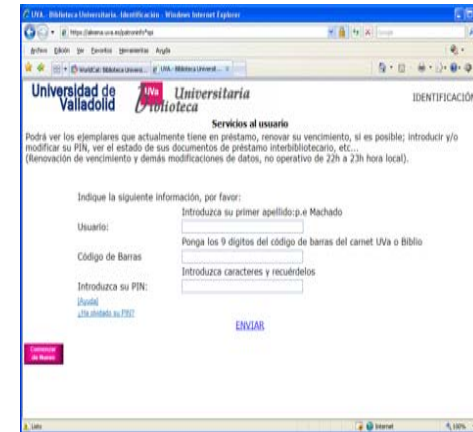 UVA. Biblioteca Universitaria. Identificación - Windows Internet Explorer
Archivo Edición Ver Favoritos Herramientas Ayuda
Universidad de Valladolid
UVa Universitaria
Biblioteca
IDENTIFICACIÓN
Servicios al usuario
Podrá ver los ejemplares que actualmente tiene en préstamo, renovar su vencimiento, si es posible; introducir y/o
modificar su PIN, ver el estado de sus documentos de préstamo interbibliotecario, etc...
(Renovación de vencimiento y demás modificaciones de datos, no operativo de 22h a 23h hora local).
Indique la siguiente información, por favor:
Introduzca su primer apellido:p.e Machado
Usuario:
Ponga los 9 digitos del código de barras del carnet UVa o Biblio
Código de Barras
Introduzca caracteres y recuérdelos
Introduzca su PIN:
[Ayuda]
¿Ha olvidado su PIN?
ENVIAR
Comenzar
de Nuevo
Listo
Internet
100%